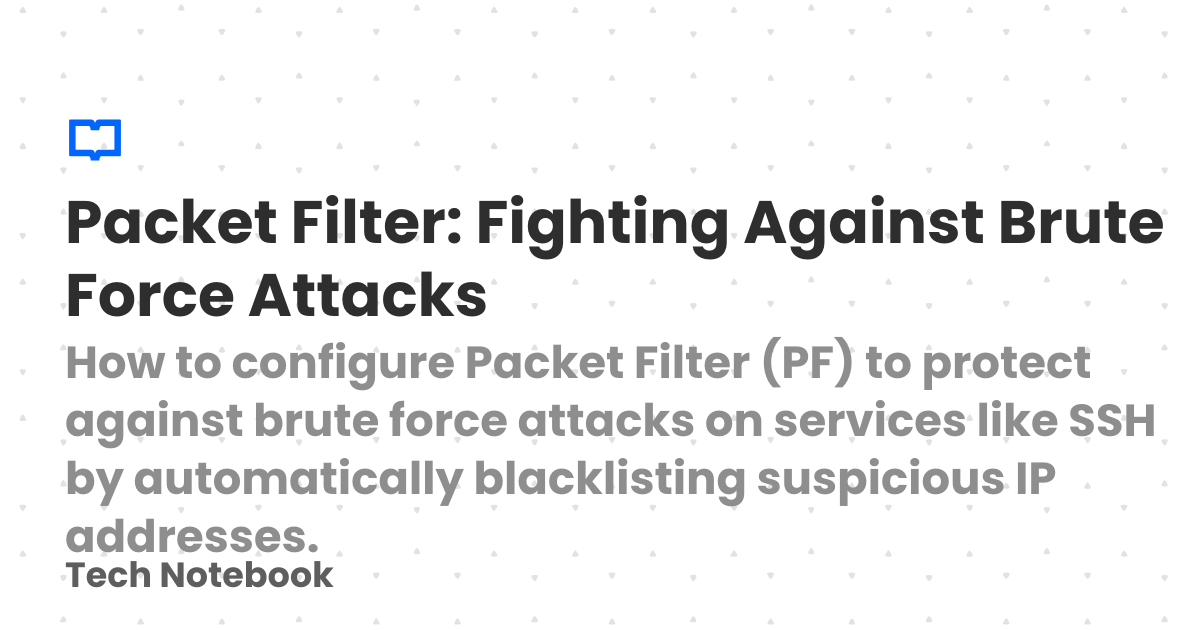 Packet Filter: Fighting Against Brute
Force Attacks
How to configure Packet Filter (PF) to protect
against brute force attacks on services like SSH
by automatically blacklisting suspicious IP
addresses.
Tech Notebook